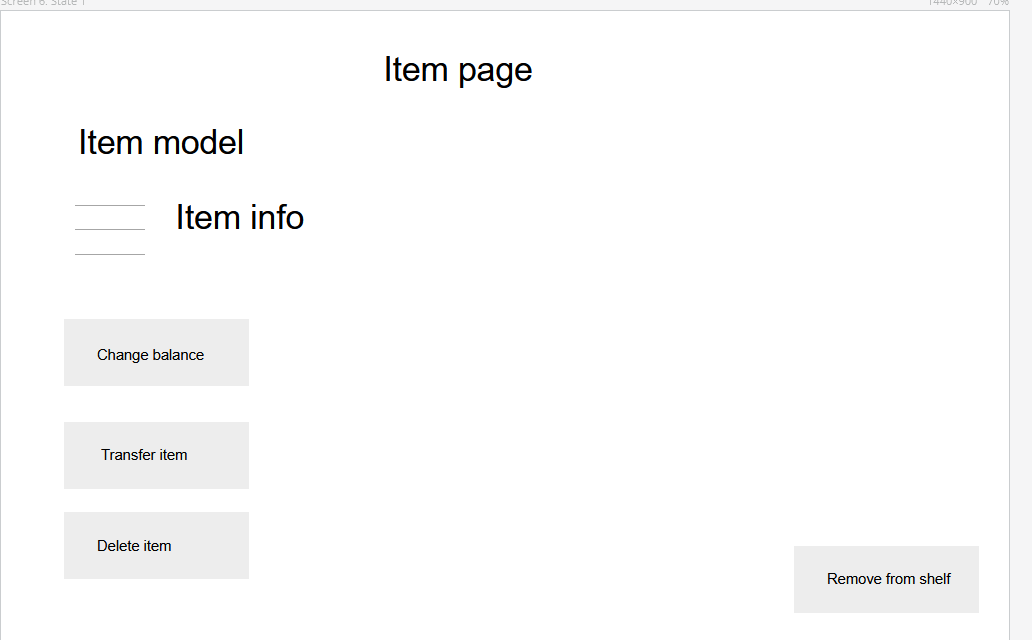 Screen 6: State 1
1440×900 70%
Item page
Item model
Item info
Change balance
Transfer item
Delete item
Remove from shelf